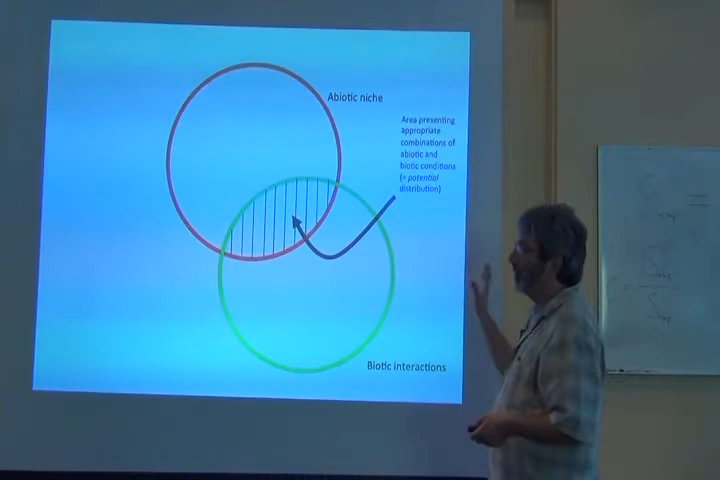 Abiotic niche
Area presenting
appropriate
combinations of
abiotic and
biotic conditions
(= potential
distribution)
Biotic interactions